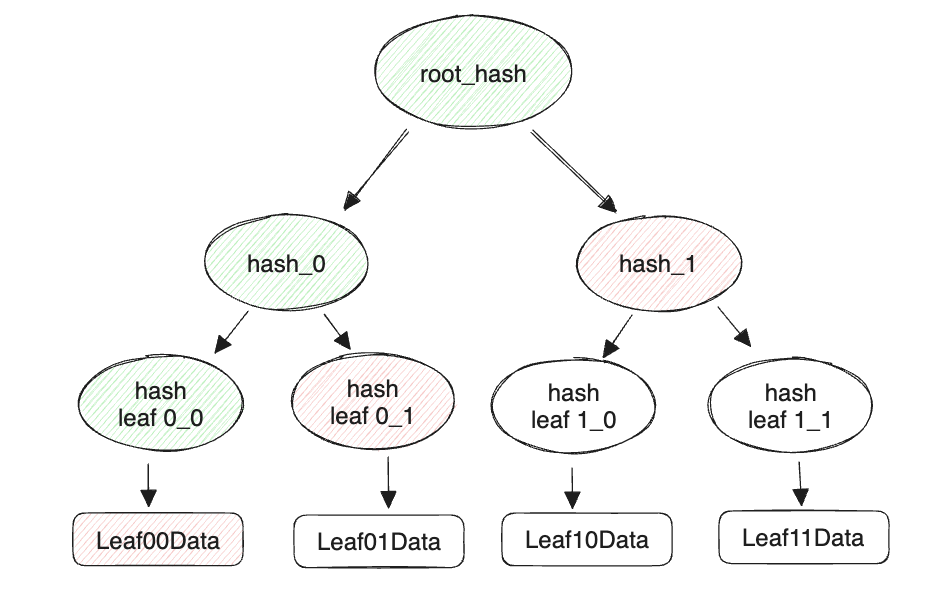 root_hash
hash_0
hash_1
hash
leaf 0_0
hash
leaf 0_1
hash
leaf 1_0
hash
leaf 1_1
Leaf00Data
Leaf01Data
Leaf10Data
Leaf11Data